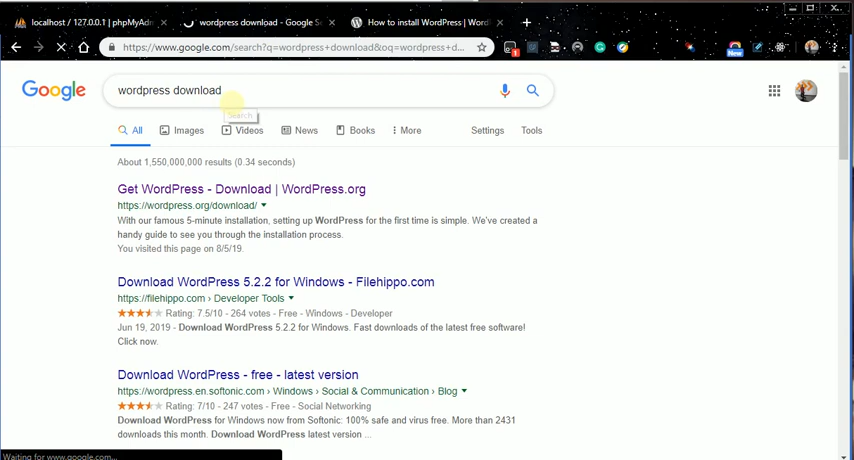 localhost / 127.0.0.1 | phpMyAdm
wordpress download - Google Se
How to install WordPress | Word
https://www.google.com/search?q=wordpress+download&oq=wordpress+d...
1
New
Google
wordpress download
Search
All
Images
Videos
News
Books
More
Settings
Tools
About 1,550,000,000 results (0.34 seconds)
Get WordPress - Download | WordPress.org
https://wordpress.org/download/
With our famous 5-minute installation, setting up WordPress for the first time is simple. We've created a
handy guide to see you through the installation process.
You visited this page on 8/5/19.
Download WordPress 5.2.2 for Windows - Filehippo.com
https://filehippo.com › Developer Tools
Rating: 7.5/10 - 264 votes - Free - Windows - Developer
Jun 19, 2019 - Download WordPress 5.2.2 for Windows. Fast downloads of the latest free software!
Click now.
Download WordPress - free - latest version
https://wordpress.en.softonic.com › Windows › Social & Communication › Blog
Rating: 7/10 - 247 votes - Free - Social Networking
Download WordPress for Windows now from Softonic: 100% safe and virus free. More than 2431
downloads this month. Download WordPress latest version ...
Waiting for www.google.com...